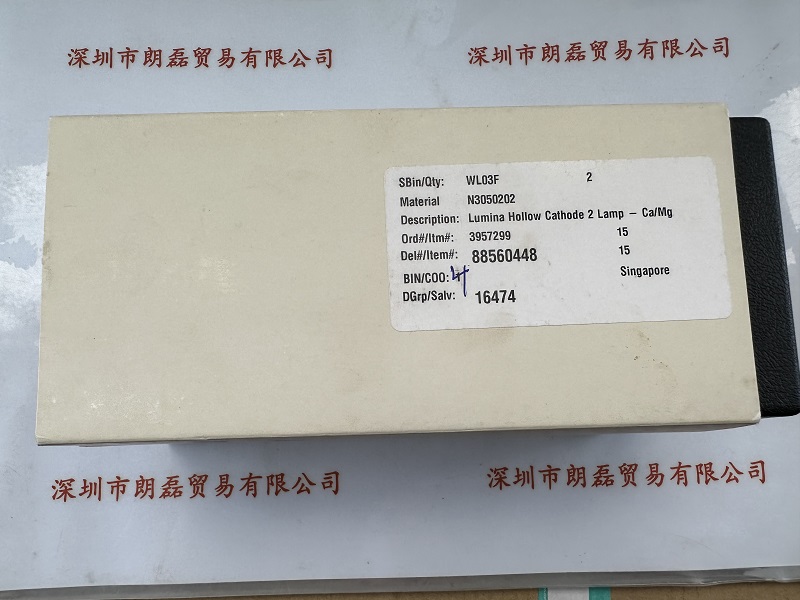 深圳市朗磊贸易有限公司 深圳市朗磊贸易有限公司
SBin/Qty: WL03F 2
Material N3050202
Description: Lumina Hollow Cathode 2 Lamp – Ca/Mg
Ord#/Itm#: 3957299 15
Del#/Item#: 88560448 15
BIN/COO: Singapore
DGrp/Salv: 16474
深圳市朗磊贸易有限公司 深圳市朗磊贸易有限公司